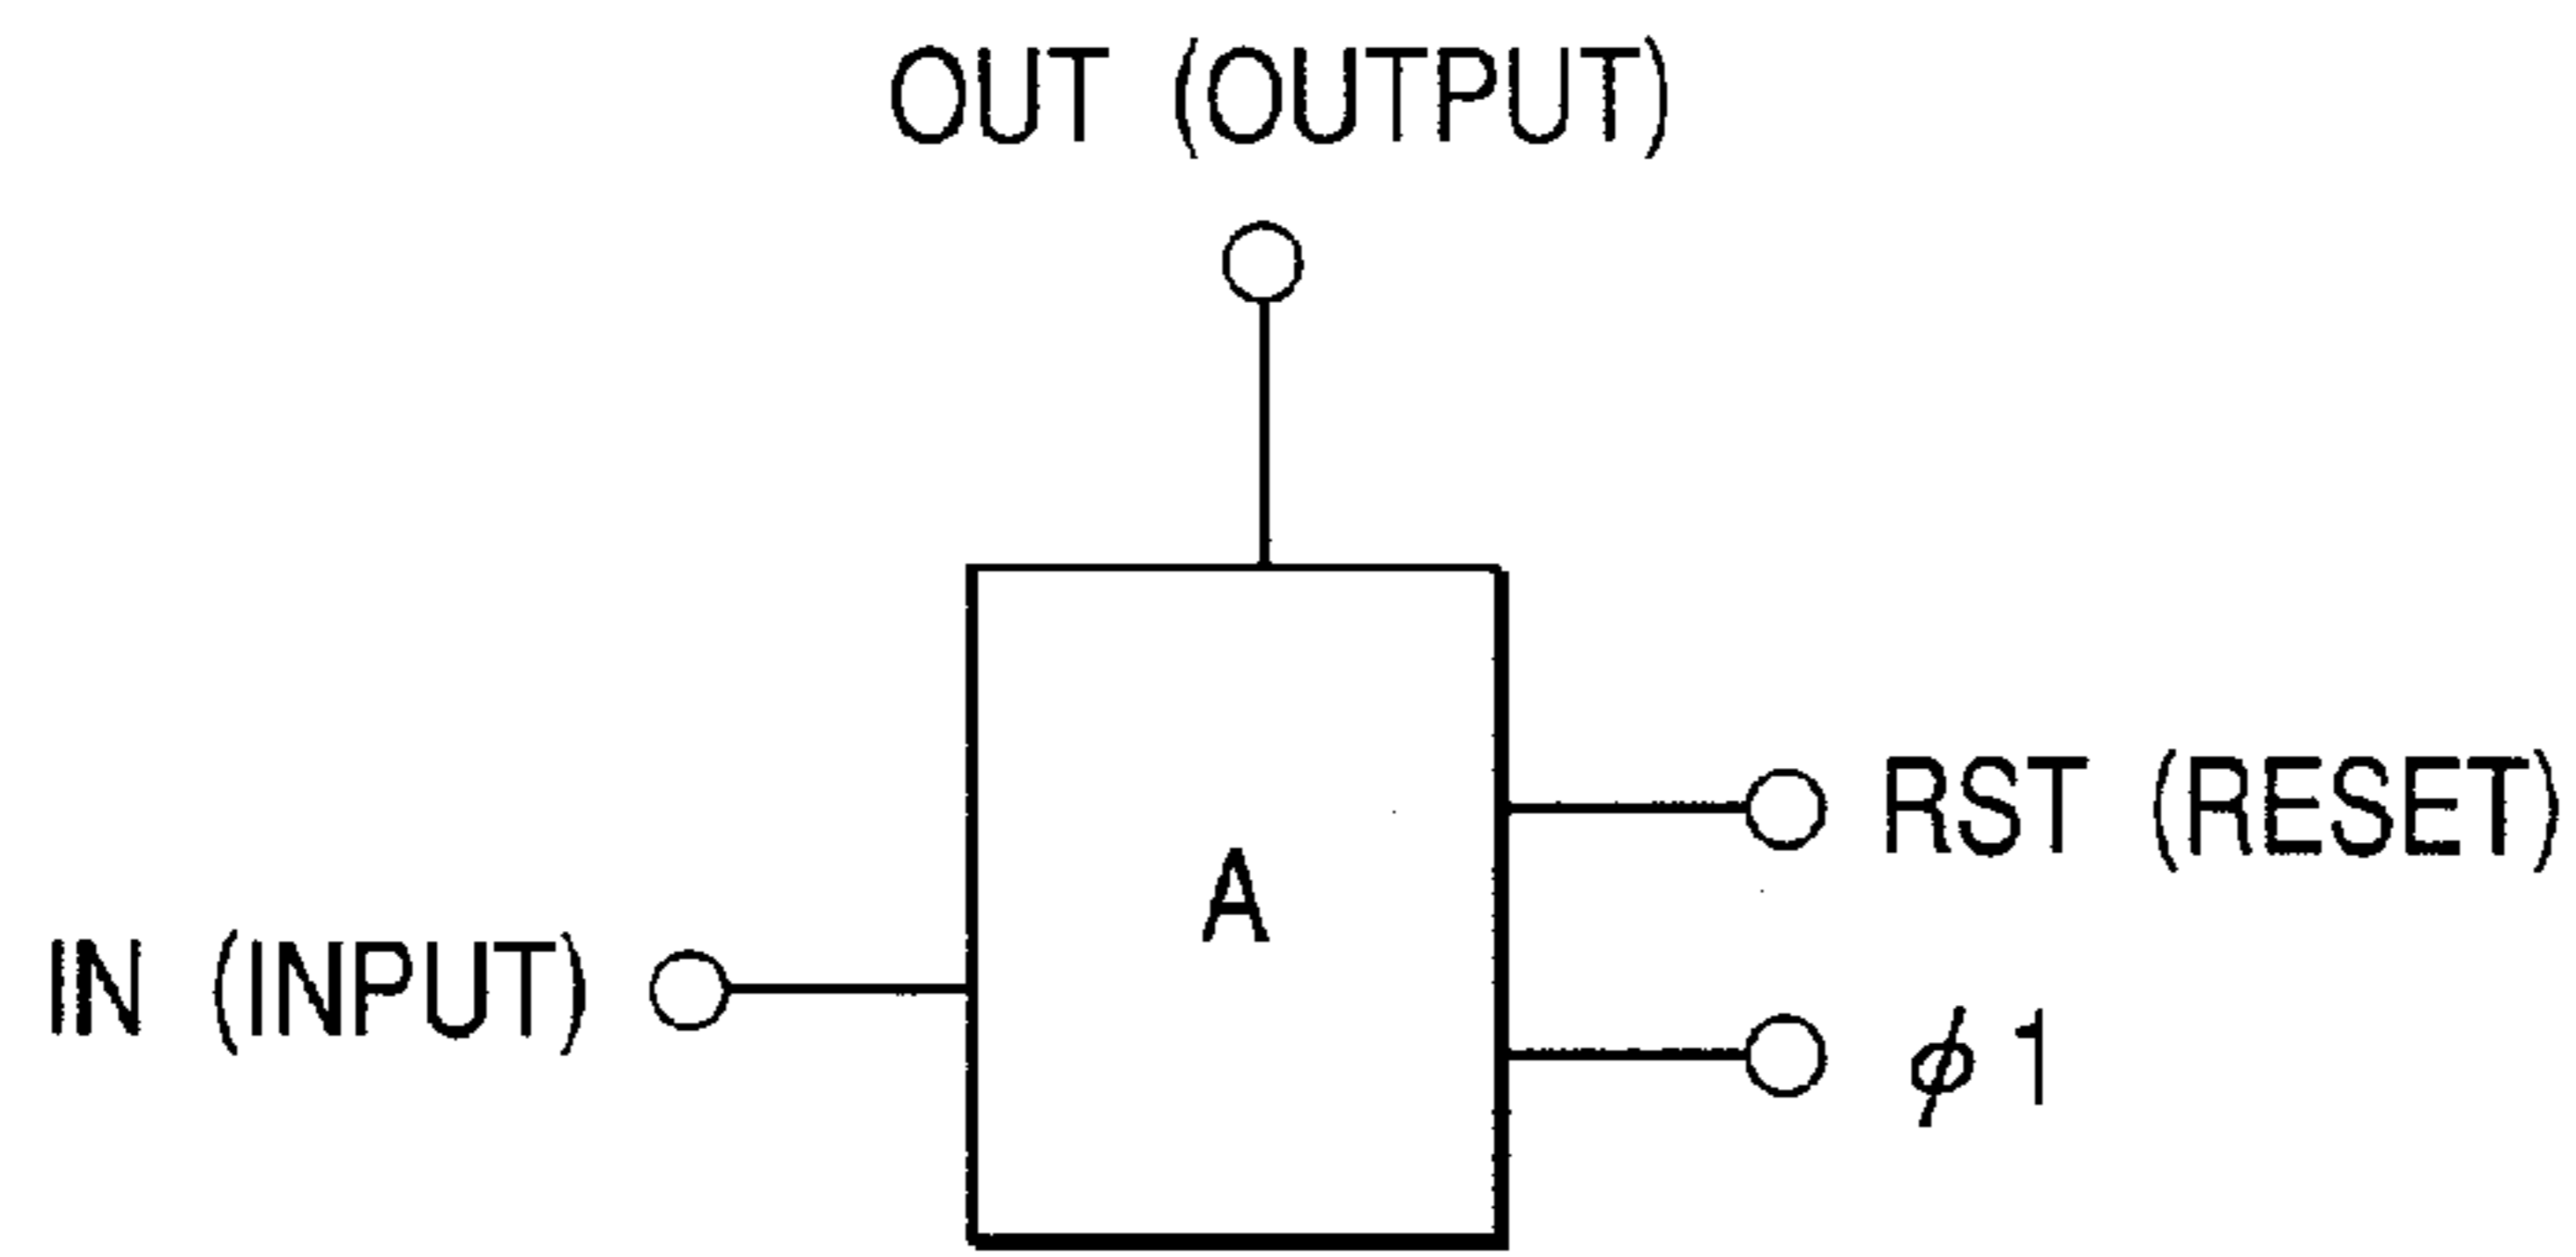 OUT (OUTPUT)
RST (RESET)
A
IN (INPUT)
ϕ1